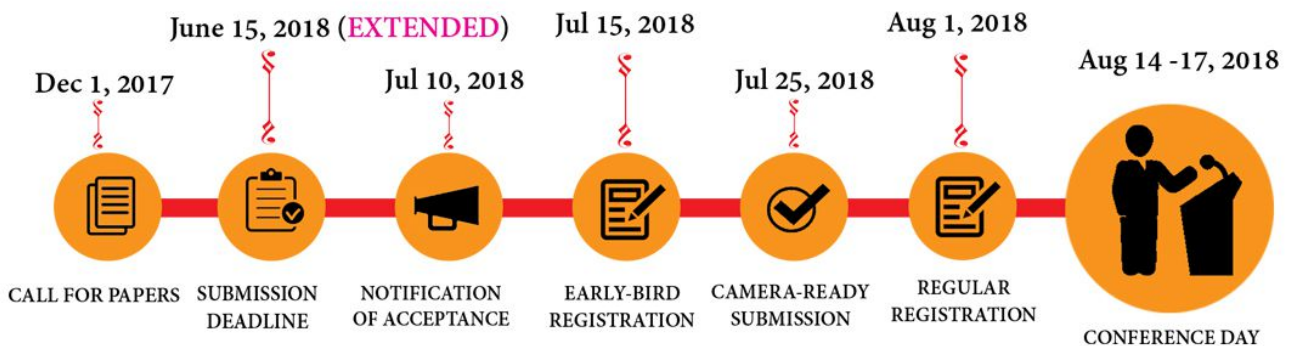 Dec 1, 2017
June 15, 2018 (EXTENDED)
Jul 10, 2018
Jul 15, 2018
Jul 25, 2018
Aug 1, 2018
Aug 14 -17, 2018
CALL FOR PAPERS
SUBMISSION
DEADLINE
NOTIFICATION
OF ACCEPTANCE
EARLY-BIRD
REGISTRATION
CAMERA-READY
SUBMISSION
REGULAR
REGISTRATION
CONFERENCE DAY